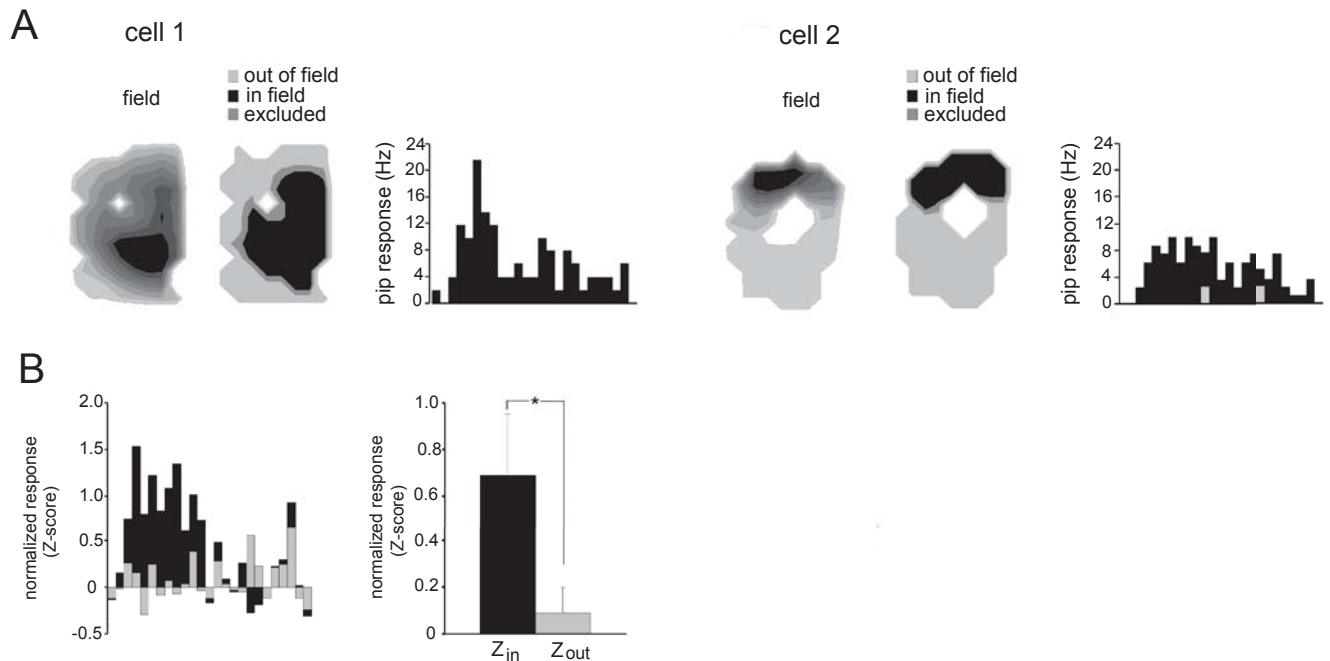 A
cell 1
field
out of field
in field
excluded
pip response (Hz)
24
20
16
12
8
4
0
cell 2
field
out of field
in field
excluded
pip response (Hz)
24
20
16
12
8
4
0
B
normalized response
(Z-score)
2.0
1.5
1.0
0.5
0
-0.5
normalized response
(Z-score)
1.0
0.8
0.6
0.4
0.2
0
*
Zin
Zout